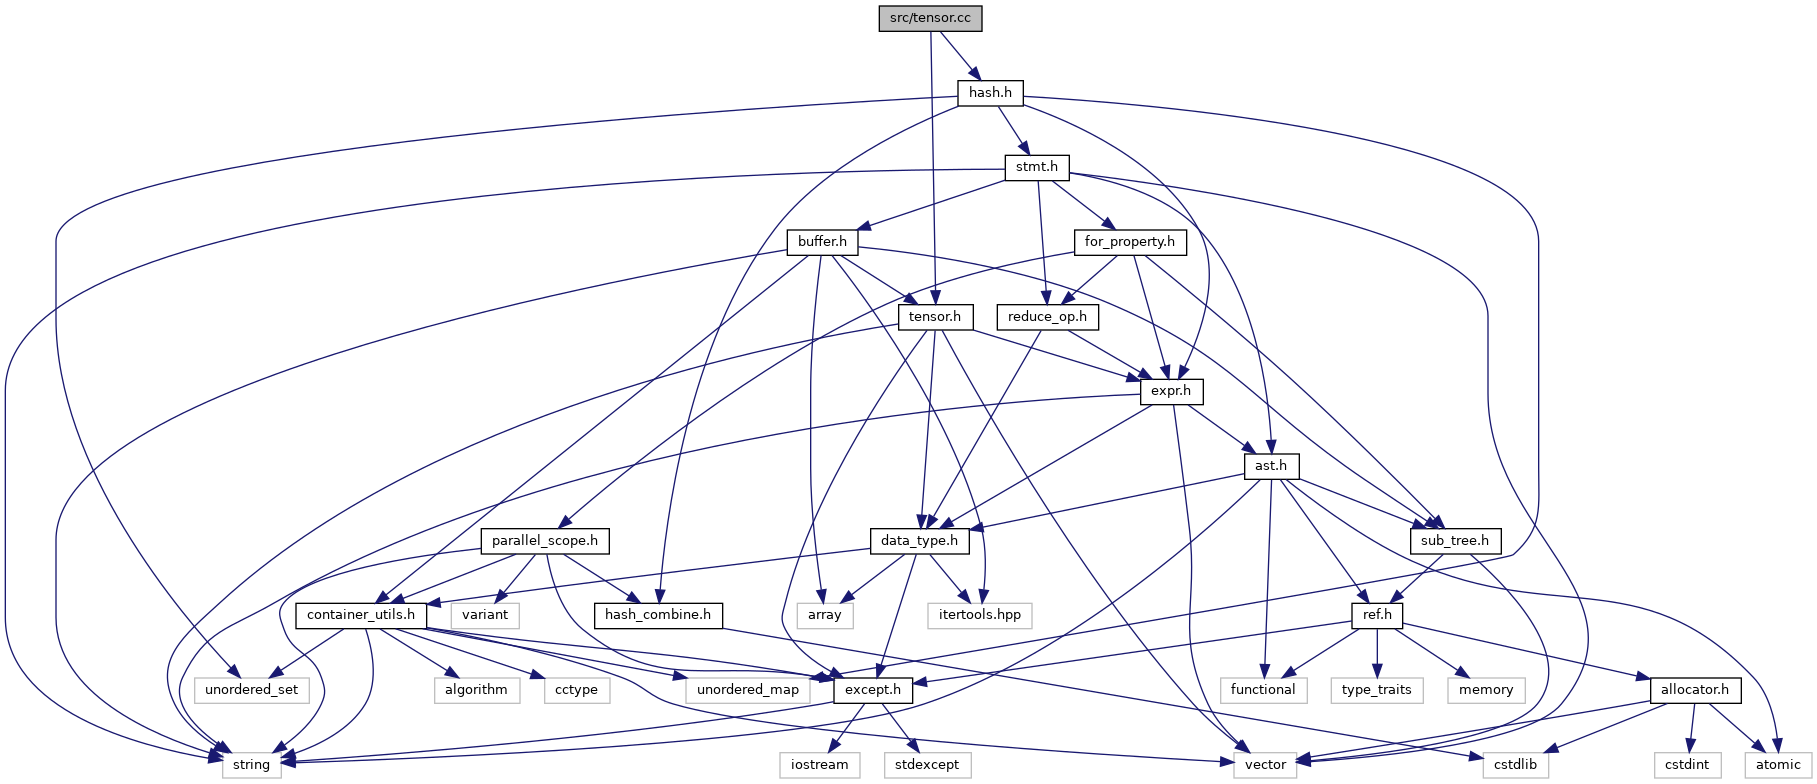 src/tensor.cc
hash.h
stmt.h
buffer.h
for_property.h
tensor.h
reduce_op.h
expr.h
ast.h
parallel_scope.h
data_type.h
sub_tree.h
container_utils.h
variant
hash_combine.h
array
itertools.hpp
ref.h
unordered_set
algorithm
cctype
unordered_map
except.h
functional
type_traits
memory
allocator.h
string
iostream
stdexcept
vector
cstdlib
cstdint
atomic